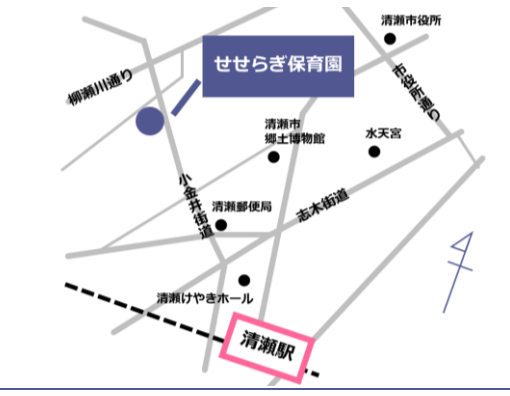 清瀬市役所
せせらぎ保育園
柳瀬川通り
市役所通り
清瀬市
郷土博物館
水天宮
小金井街道
志木街道
清瀬郵便局
清瀬けやきホール
清瀬駅